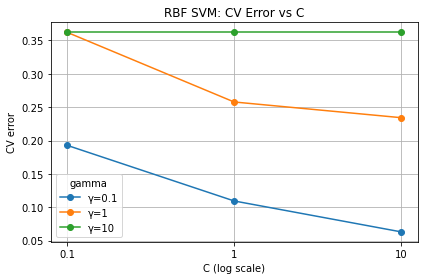 RBF SVM: CV Error vs C
CV error
0.35
0.30
0.25
0.20
0.15
0.10
0.05
gamma
γ=0.1
γ=1
γ=10
0.1
1
10
C (log scale)